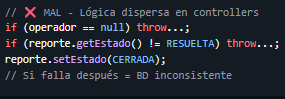 // ❌ MAL - Lógica dispersa en controllers
if (operador == null) throw...;
if (reporte.getEstado() != RESUELTA) throw...;
reporte.setEstado(CERRADA);
// Si falla después = BD inconsistente